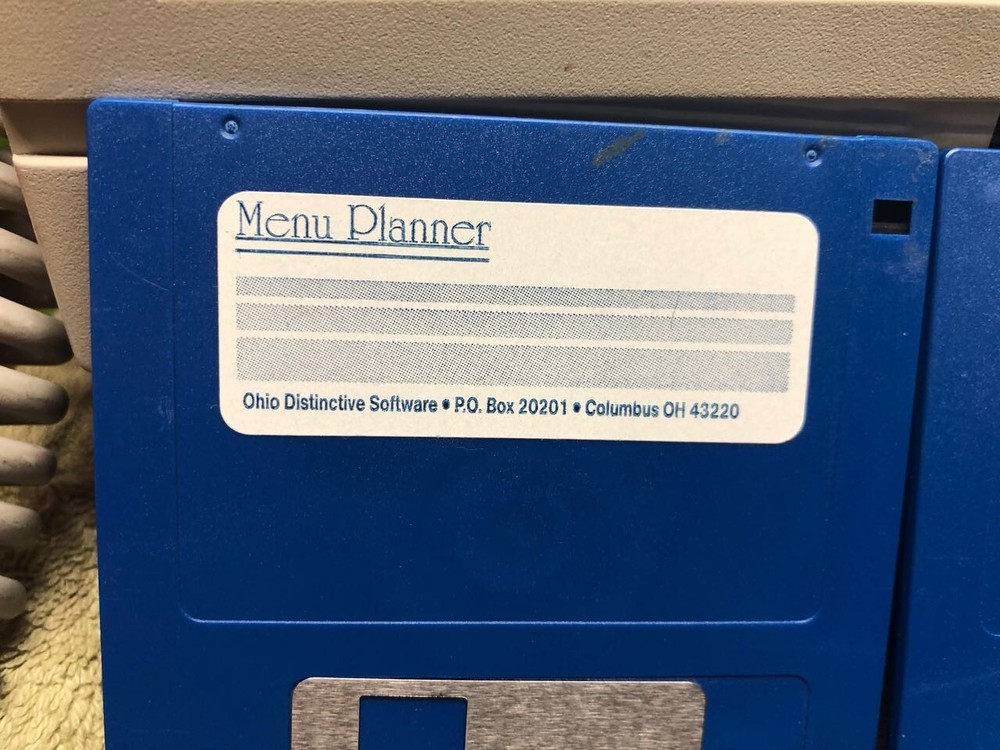 Menu Planner
Ohio Distinctive Software • P.O. Box 20201 • Columbus OH 43220